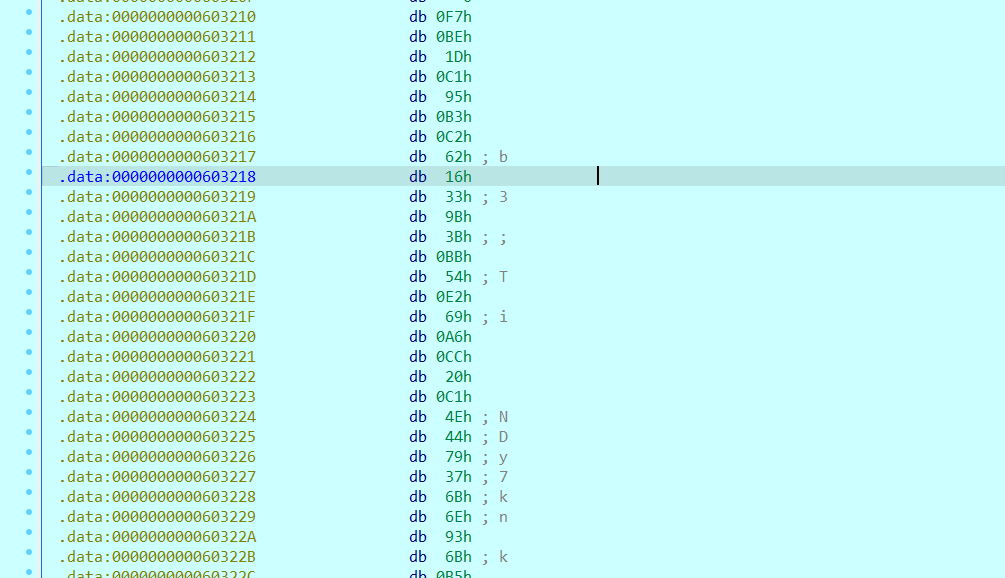 .data:0000000000603210 db 0F7h
.data:0000000000603211 db 0BEh
.data:0000000000603212 db 1Dh
.data:0000000000603213 db 0C1h
.data:0000000000603214 db 95h
.data:0000000000603215 db 0B3h
.data:0000000000603216 db 0C2h
.data:0000000000603217 db 62h ; b
.data:0000000000603218 db 16h
.data:0000000000603219 db 33h ; 3
.data:000000000060321A db 9Bh
.data:000000000060321B db 3Bh ; ;
.data:000000000060321C db 0BBh
.data:000000000060321D db 54h ; T
.data:000000000060321E db 0E2h
.data:000000000060321F db 69h ; i
.data:0000000000603220 db 0A6h
.data:0000000000603221 db 0CCh
.data:0000000000603222 db 20h
.data:0000000000603223 db 0C1h
.data:0000000000603224 db 4Eh ; N
.data:0000000000603225 db 44h ; D
.data:0000000000603226 db 79h ; y
.data:0000000000603227 db 37h ; 7
.data:0000000000603228 db 6Bh ; k
.data:0000000000603229 db 6Eh ; n
.data:000000000060322A db 93h
.data:000000000060322B db 6Bh ; k
.data:000000000060322C db 0B5h